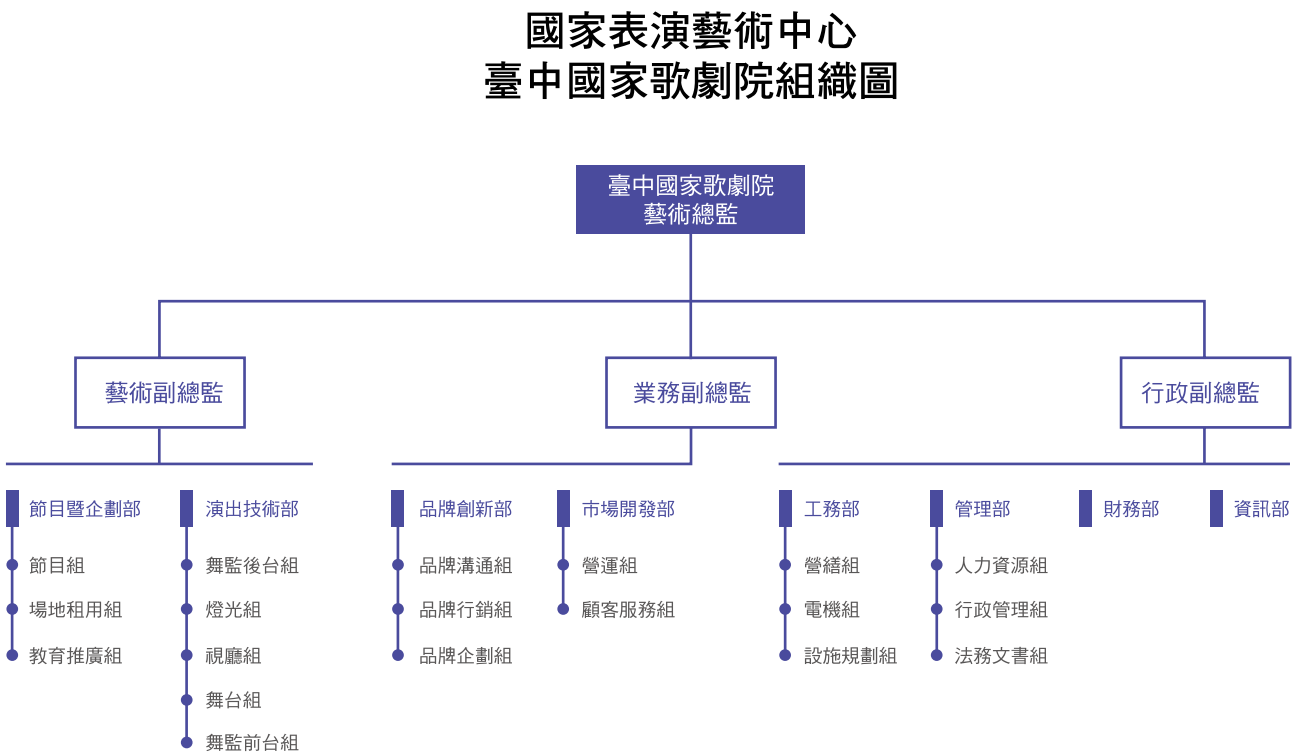 國家表演藝術中心
臺中國家歌劇院組織圖
臺中國家歌劇院
藝術總監
藝術副總監
業務副總監
行政副總監
節目暨企劃部
節目組
場地租用組
教育推廣組
演出技術部
舞監後台組
燈光組
視廳組
舞台組
舞監前台組
品牌創新部
品牌溝通組
品牌行銷組
品牌企劃組
市場開發部
營運組
顧客服務組
工務部
營繕組
電機組
設施規劃組
管理部
人力資源組
行政管理組
法務文書組
財務部
資訊部